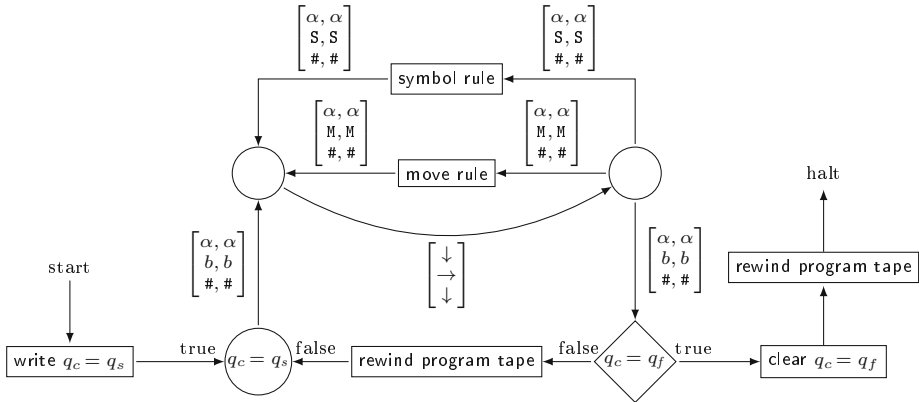 [α, α] [α, α]
[S, S] [S, S]
[#, #] [#, #]
symbol rule
[α, α] [α, α]
[M, M] [M, M]
[#, #] [#, #]
move rule
halt
[α, α] [α, α]
[b, b] [b, b]
[#, #] [#, #]
[↓]
[→]
[↓]
start
rewind program tape
write q_c = q_s
true
q_c = q_s
false
rewind program tape
false
q_c = q_f
true
clear q_c = q_f